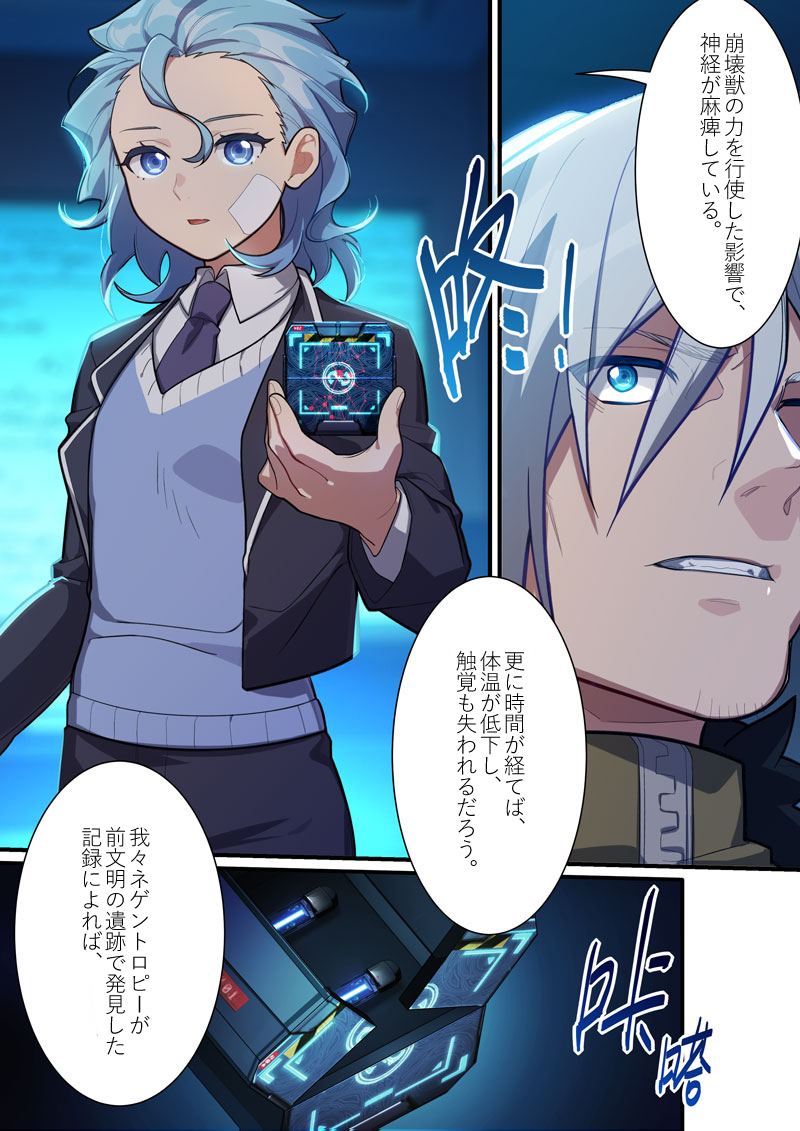 崩壊獣の力を行使した影響で、
神経が麻痺している。
咚!
更に時間が経てば、
体温が低下し、
触覚も失われるだろう。
我々ネゲントロピーが
前文明の遺跡で発見した
記録によれば、
咔
嗒